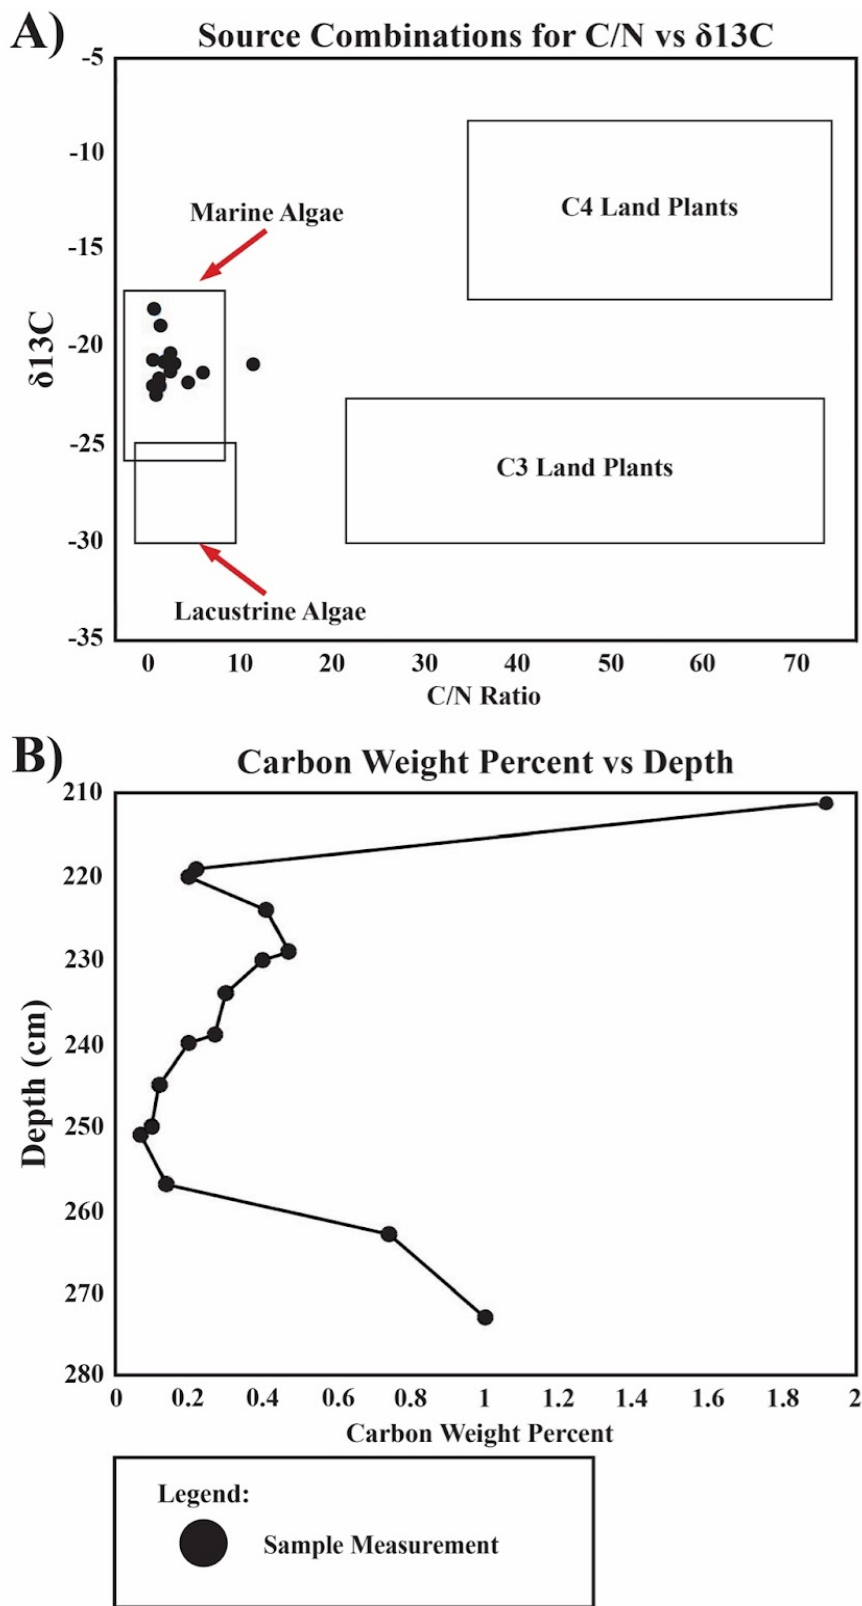 A)
Source Combinations for C/N vs δ13C
-5
-10
-15
-20
-25
-30
-35
δ13C
C4 Land Plants
Marine Algae
C3 Land Plants
Lacustrine Algae
0 10 20 30 40 50 60 70
C/N Ratio
B)
Carbon Weight Percent vs Depth
210
220
230
240
250
260
270
280
Depth (cm)
0 0.2 0.4 0.6 0.8 1 1.2 1.4 1.6 1.8 2
Carbon Weight Percent
Legend:
Sample Measurement